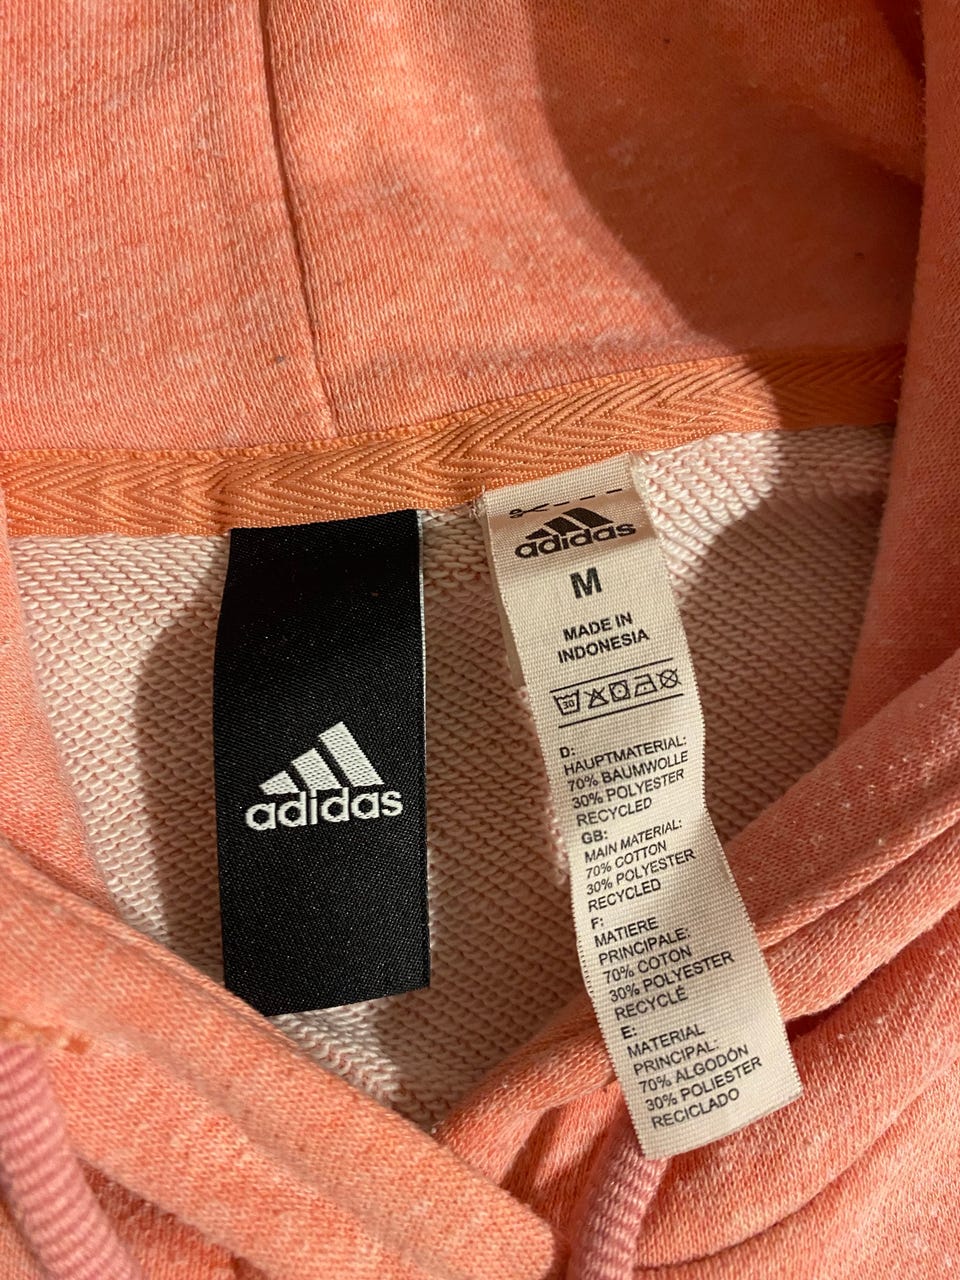 adidas
adidas
M
MADE IN
INDONESIA
30
D:
HAUPTMATERIAL:
70% BAUMWOLLE
30% POLYESTER
RECYCLED
GB:
MAIN MATERIAL:
70% COTTON
30% POLYESTER
RECYCLED
F:
MATIERE
PRINCIPALE:
70% COTON
30% POLYESTER
RECYCLÉ
E:
MATERIAL
PRINCIPAL:
70% ALGODÓN
30% POLIESTER
RECICLADO